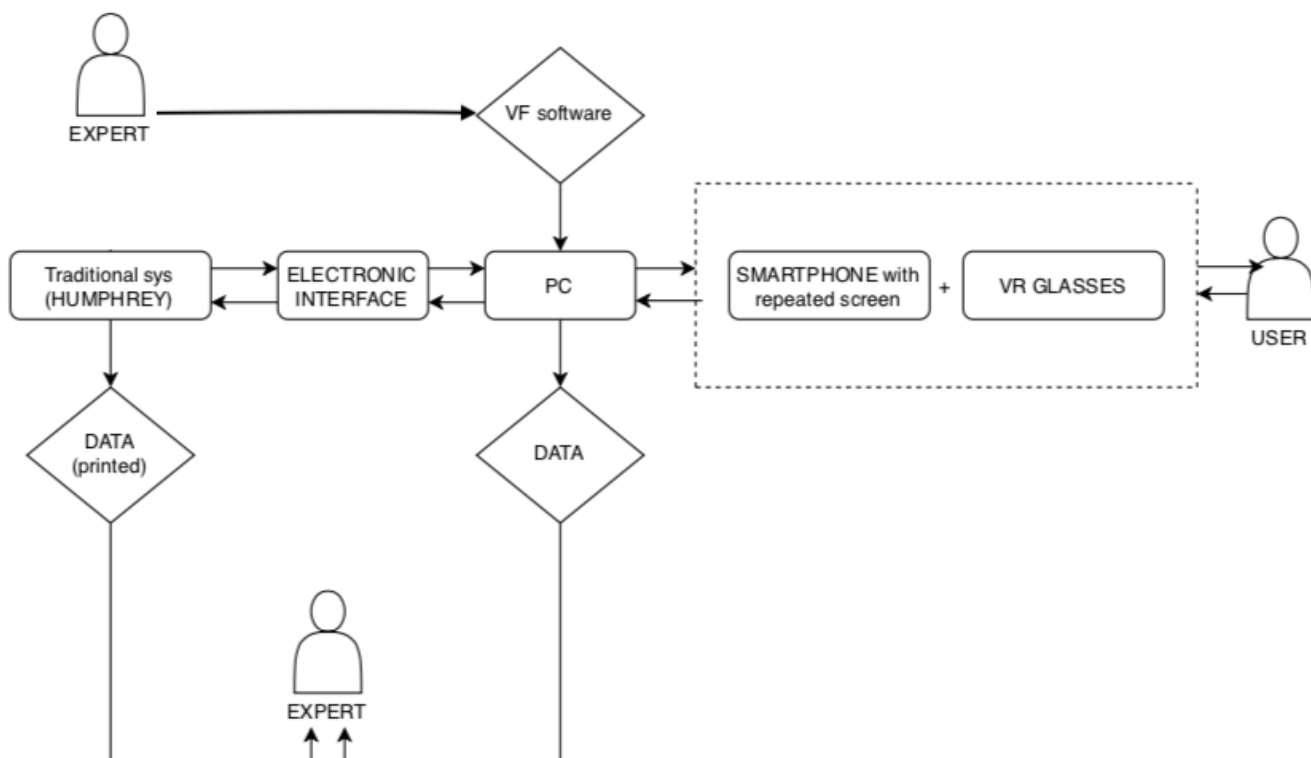 EXPERT
VF software
Traditional sys
(HUMPHREY)
ELECTRONIC
INTERFACE
PC
SMARTPHONE with
repeated screen
+
VR GLASSES
USER
DATA
(printed)
DATA
EXPERT